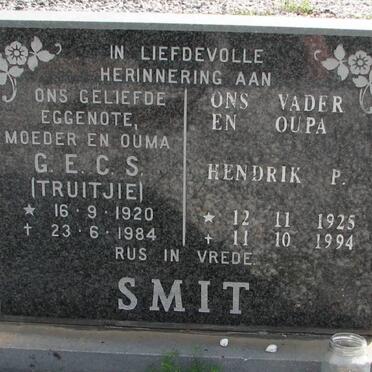 IN LIEFDEVOLLE
HERINNERING AAN
ONS GELIEFDE
EGGENOTE,
MOEDER EN OUMA
G.E.C.S.
(TRUITJIE)
* 16·9·1920
† 23·6·1984
ONS VADER
EN OUPA
HENDRIK P.
* 12 11 1925
† 11 10 1994
RUS IN VREDE
SMIT